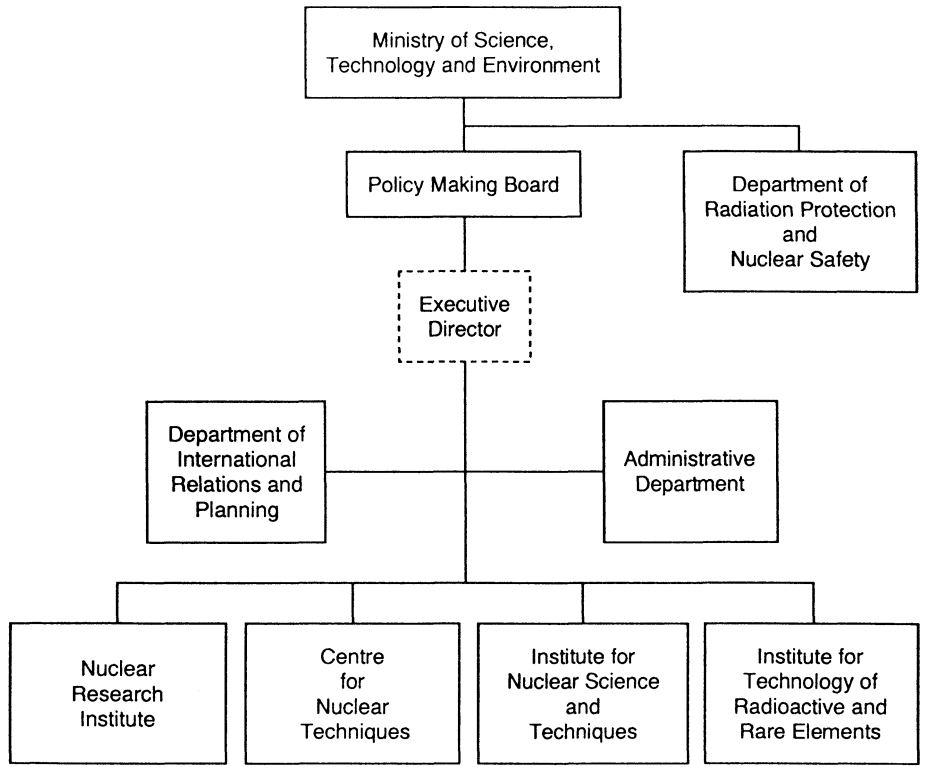 Ministry of Science,
Technology and Environment
Policy Making Board
Department of
Radiation Protection
and
Nuclear Safety
Executive
Director
Department of
International
Relations and
Planning
Administrative
Department
Nuclear
Research
Institute
Centre
for
Nuclear
Techniques
Institute for
Nuclear Science
and
Techniques
Institute for
Technology of
Radioactive and
Rare Elements